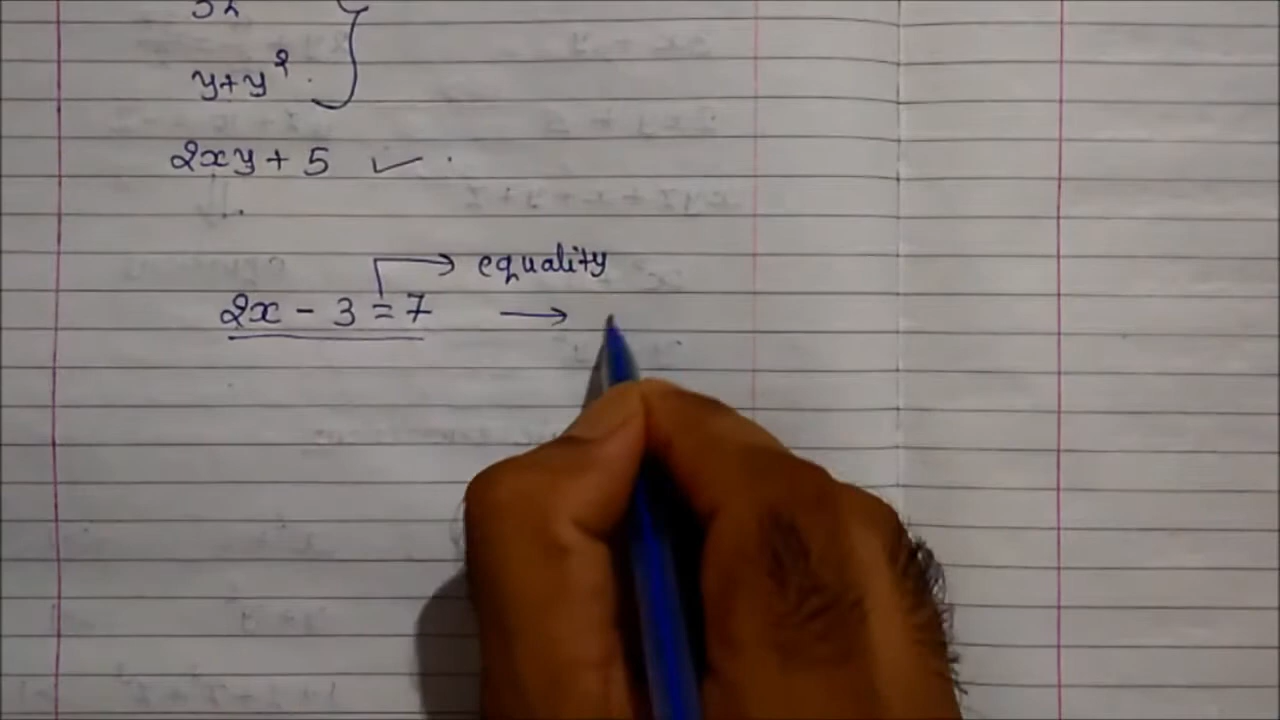 y+y²
2xy + 5 ✓
→ equality
2x - 3 = 7 →